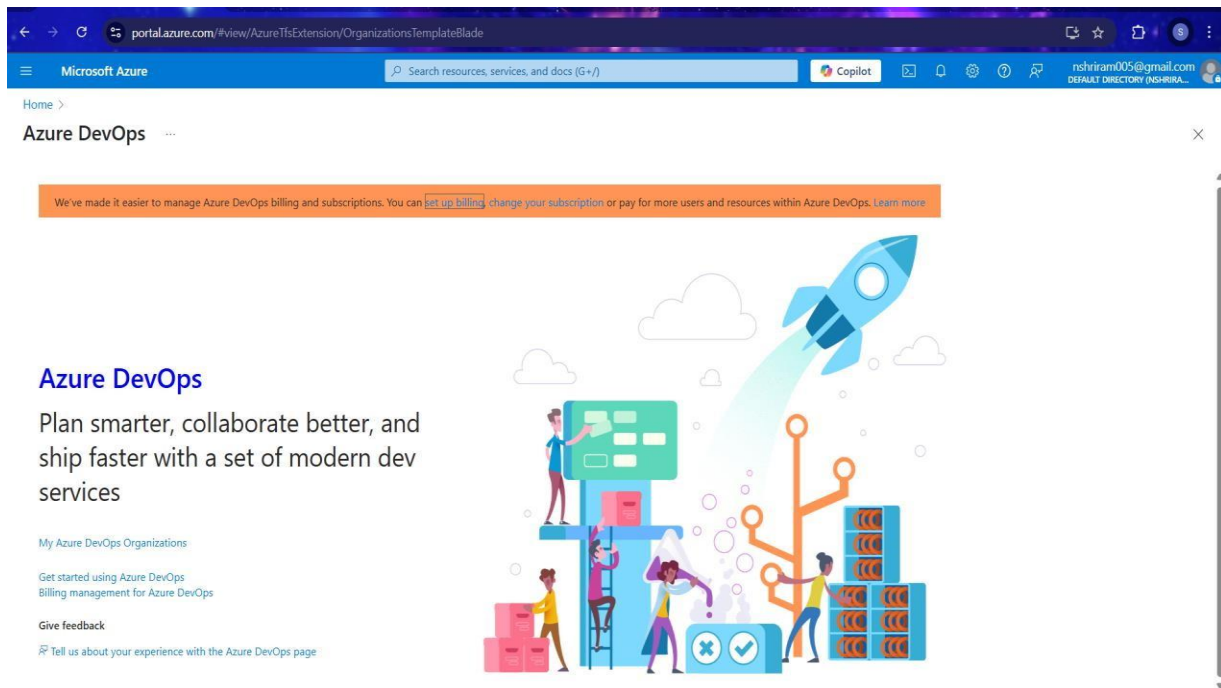 portal.azure.com/#view/AzureTfsExtension/OrganizationsTemplateBlade
S
Microsoft Azure
Search resources, services, and docs (G+/)
Copilot
nshriram005@gmail.com
DEFAULT DIRECTORY (NSHRIRA...
Home >
Azure DevOps ...
We've made it easier to manage Azure DevOps billing and subscriptions. You can set up billing, change your subscription or pay for more users and resources within Azure DevOps. Learn more
Azure DevOps
Plan smarter, collaborate better, and
ship faster with a set of modern dev
services
My Azure DevOps Organizations
Get started using Azure DevOps
Billing management for Azure DevOps
Give feedback
Tell us about your experience with the Azure DevOps page